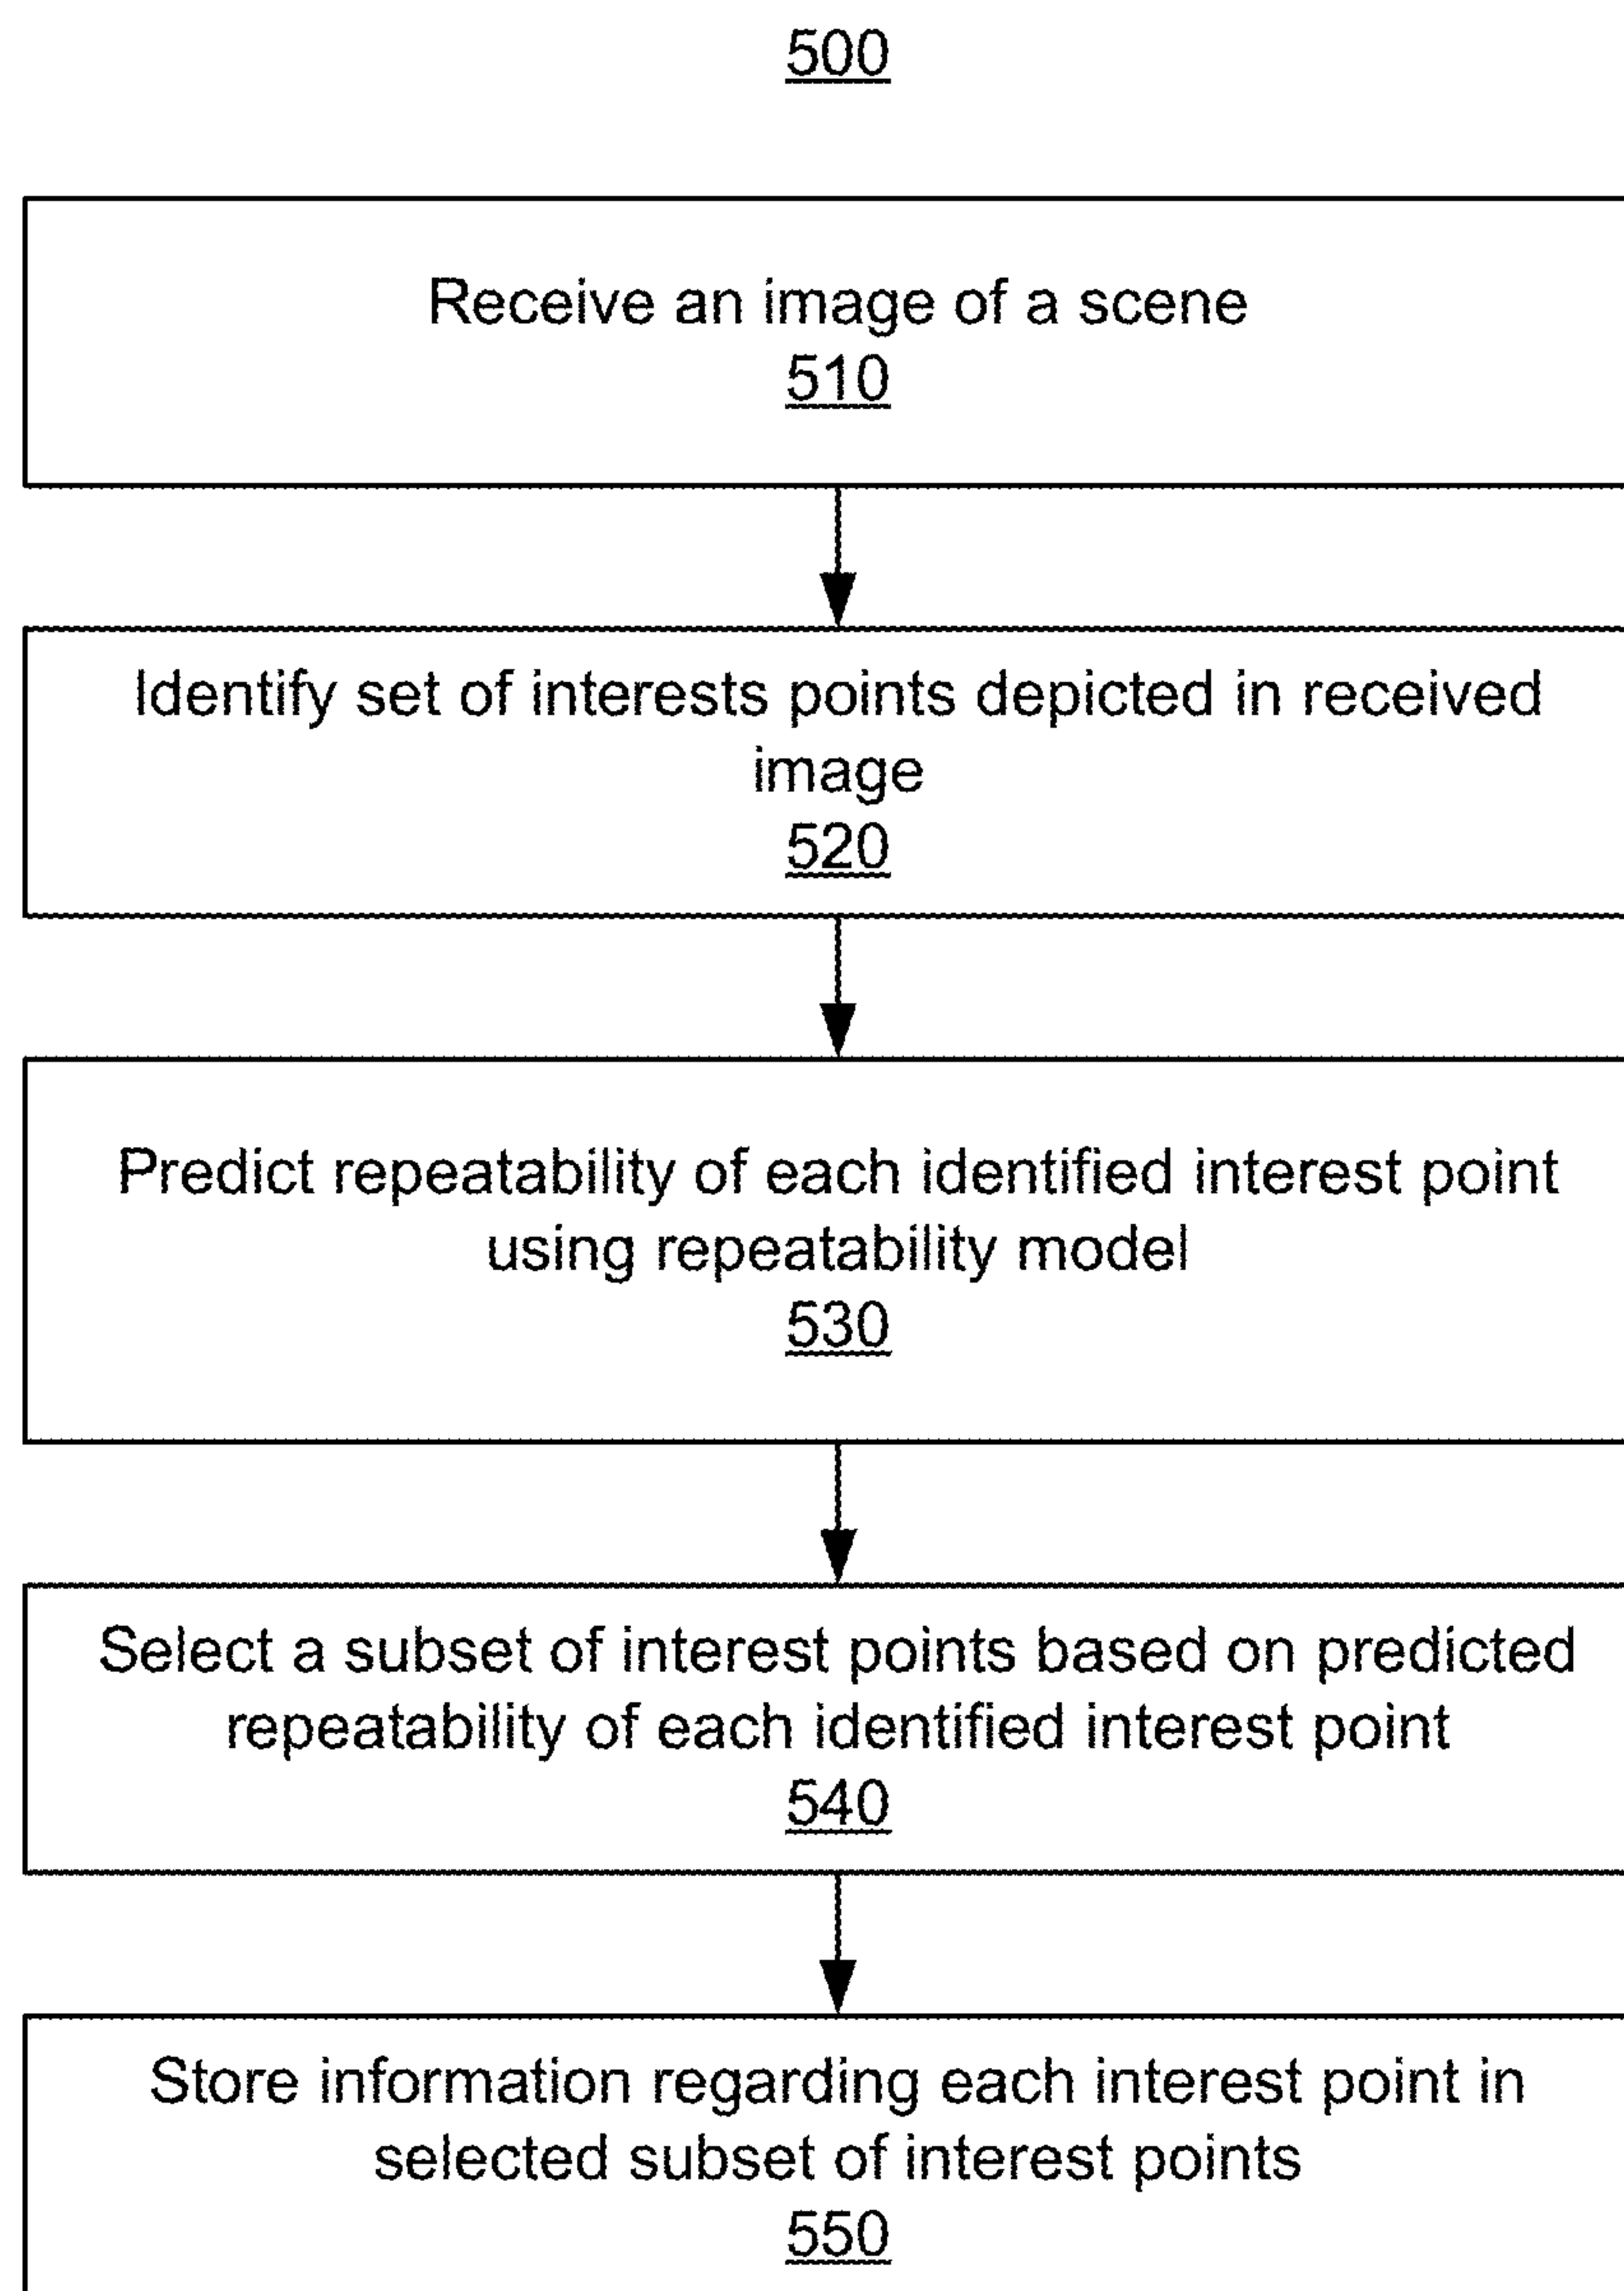 500
Receive an image of a scene
510
Identify set of interests points depicted in received
image
520
Predict repeatability of each identified interest point
using repeatability model
530
Select a subset of interest points based on predicted
repeatability of each identified interest point
540
Store information regarding each interest point in
selected subset of interest points
550